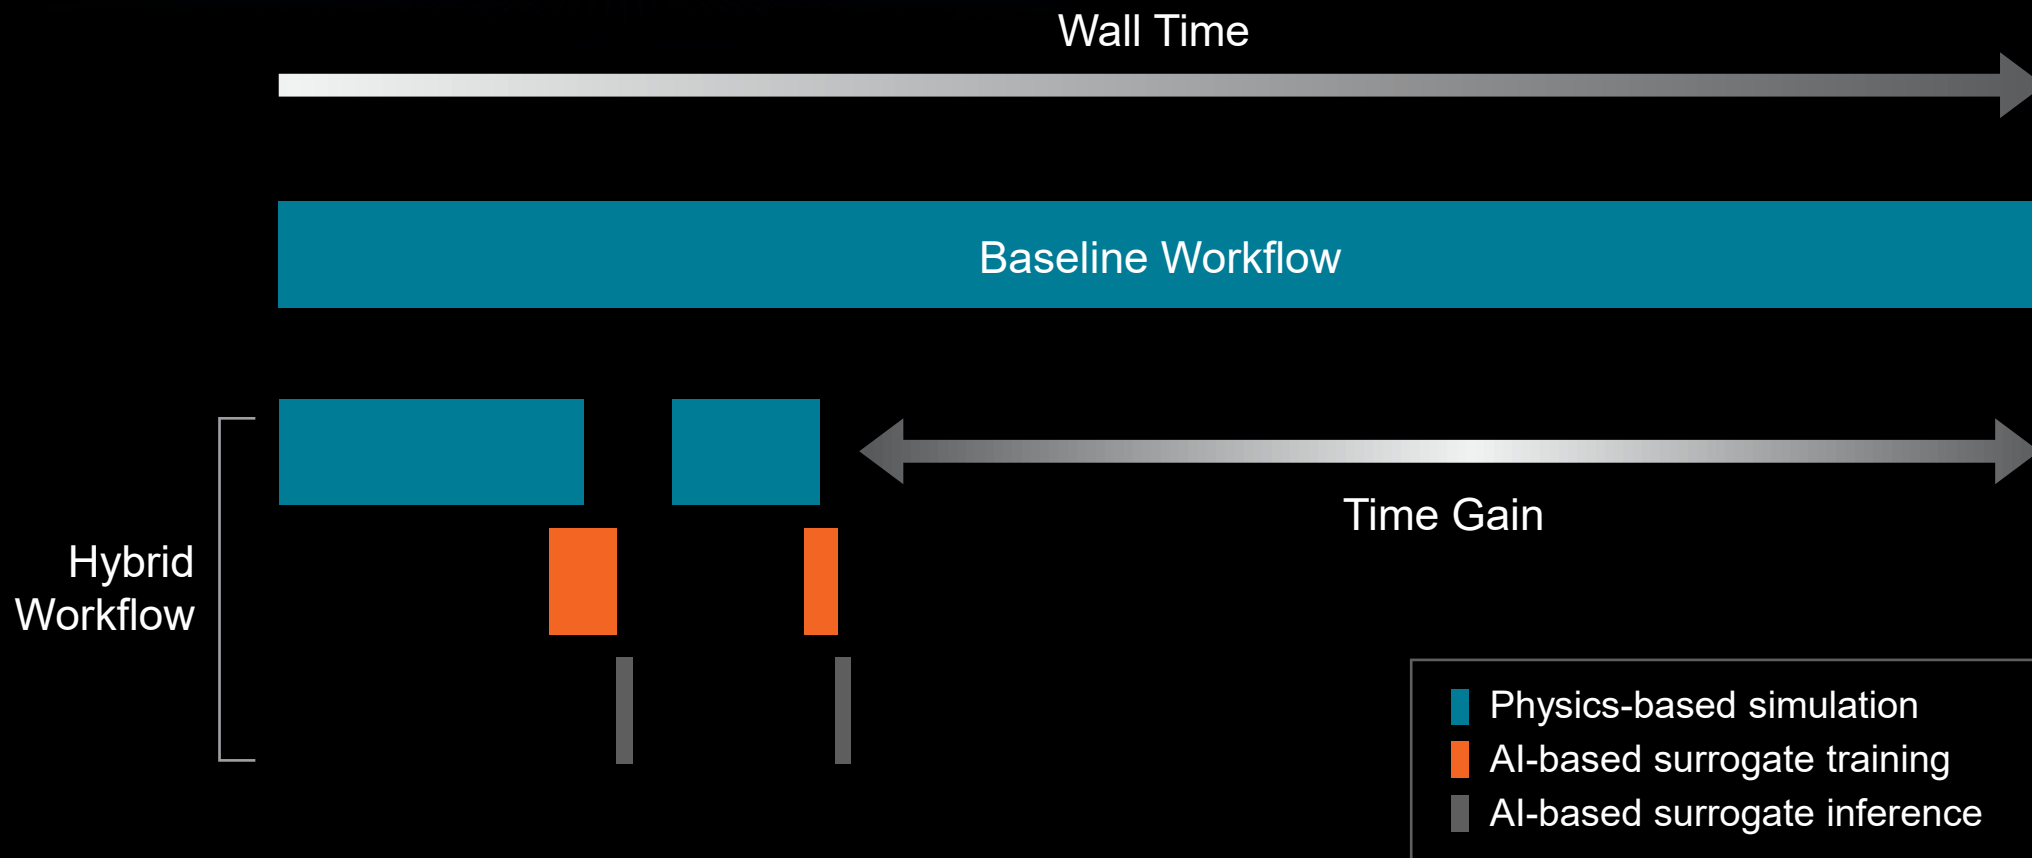 Wall Time
Baseline Workflow
Time Gain
Hybrid
Workflow
Physics-based simulation
AI-based surrogate training
AI-based surrogate inference